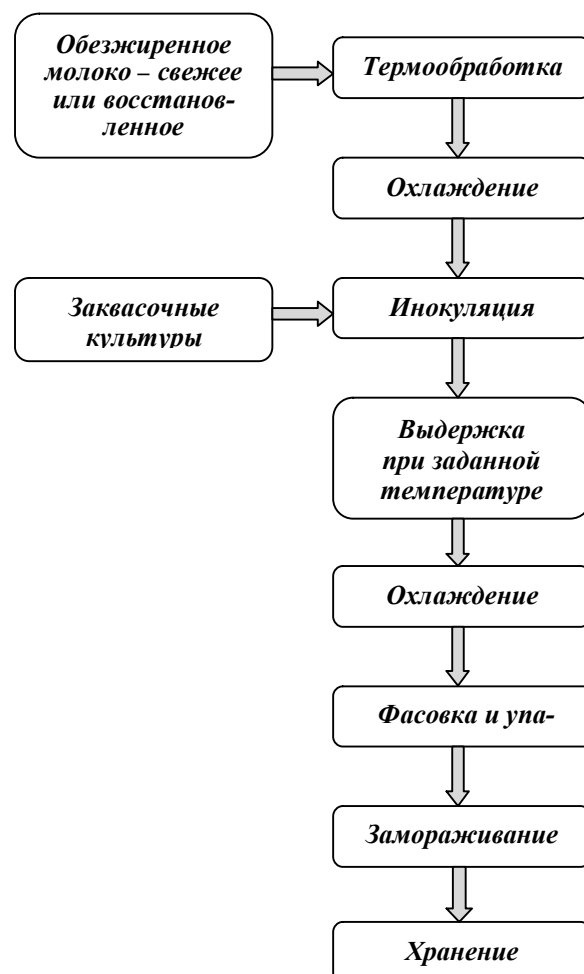 Обезжиренное
молоко – свежее
или восстанов-
ленное
Термообработка
Охлаждение
Заквасочные
культуры
Инокуляция
Выдержка
при заданной
температуре
Охлаждение
Фасовка и упа-
Замораживание
Хранение